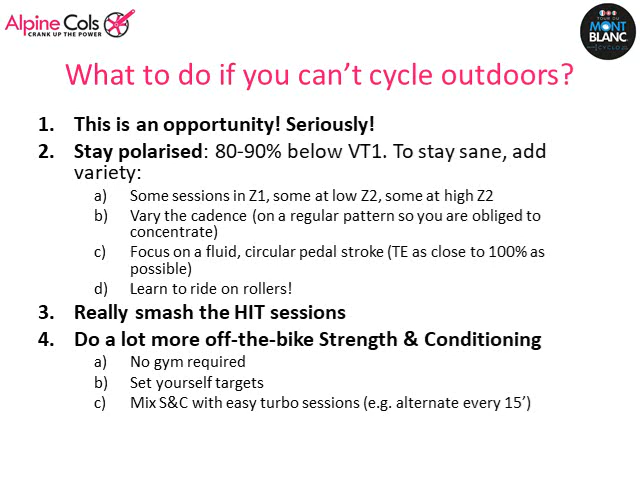 Alpine Cols
CRANK UP THE POWER
TOUR DU
MONT
BLANC
CYCLO
What to do if you can't cycle outdoors?
1. This is an opportunity! Seriously!
2. Stay polarised: 80-90% below VT1. To stay sane, add
variety:
a) Some sessions in Z1, some at low Z2, some at high Z2
b) Vary the cadence (on a regular pattern so you are obliged to
concentrate)
c) Focus on a fluid, circular pedal stroke (TE as close to 100% as
possible)
d) Learn to ride on rollers!
3. Really smash the HIT sessions
4. Do a lot more off-the-bike Strength & Conditioning
a) No gym required
b) Set yourself targets
c) Mix S&C with easy turbo sessions (e.g. alternate every 15’)